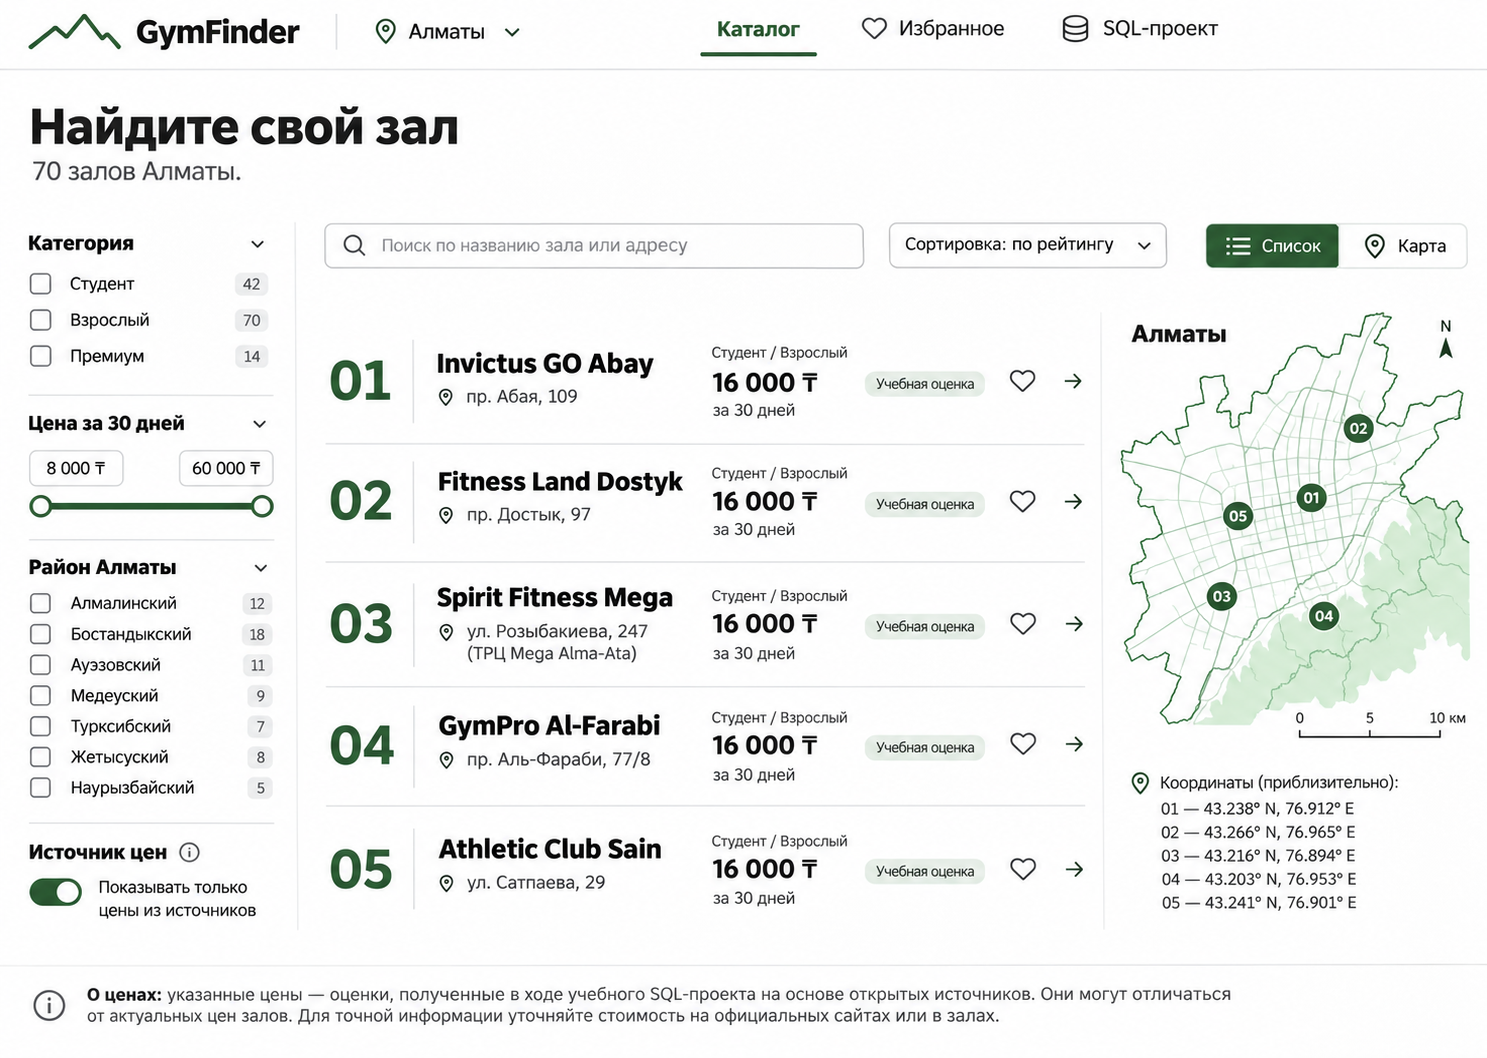 GymFinder
Алматы
Каталог
Избранное
SQL-проект
Найдите свой зал
70 залов Алматы.
Категория
Студент 42
Взрослый 70
Премиум 14
Цена за 30 дней
8 000 ₸ 60 000 ₸
Район Алматы
Алмалинский 12
Бостандыкский 18
Ауэзовский 11
Медеуский 9
Турксибский 7
Жетысуский 8
Наурызбайский 5
Источник цен
Показывать только
цены из источников
Поиск по названию зала или адресу
Сортировка: по рейтингу
Список
Карта
01
Invictus GO Abay
пр. Абая, 109
Студент / Взрослый
16 000 ₸
за 30 дней
Учебная оценка
02
Fitness Land Dostyk
пр. Достык, 97
Студент / Взрослый
16 000 ₸
за 30 дней
Учебная оценка
03
Spirit Fitness Mega
ул. Розыбакиева, 247
(ТРЦ Mega Alma-Ata)
Студент / Взрослый
16 000 ₸
за 30 дней
Учебная оценка
04
GymPro Al-Farabi
пр. Аль-Фараби, 77/8
Студент / Взрослый
16 000 ₸
за 30 дней
Учебная оценка
05
Athletic Club Sain
ул. Сатпаева, 29
Студент / Взрослый
16 000 ₸
за 30 дней
Учебная оценка
Алматы
N
02
01
05
03
04
0 5 10 км
Координаты (приблизительно):
01 — 43.238° N, 76.912° E
02 — 43.266° N, 76.965° E
03 — 43.216° N, 76.894° E
04 — 43.203° N, 76.953° E
05 — 43.241° N, 76.901° E
О ценах: указанные цены — оценки, полученные в ходе учебного SQL-проекта на основе открытых источников. Они могут отличаться
от актуальных цен залов. Для точной информации уточняйте стоимость на официальных сайтах или в залах.